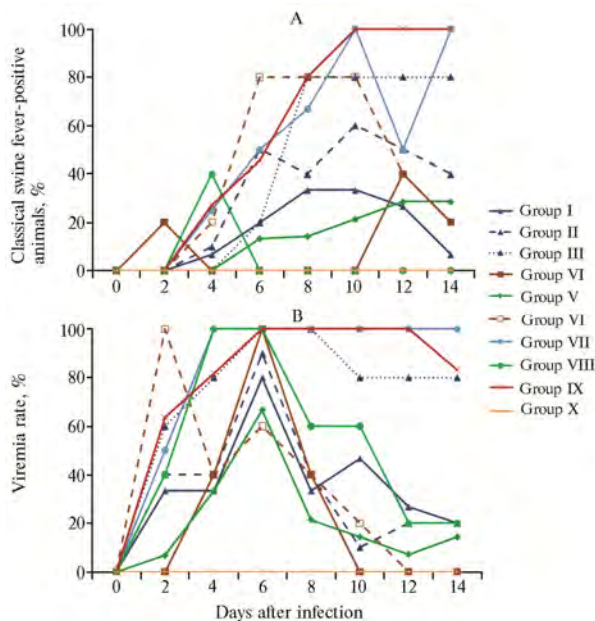 A
Classical swine fever-positive
animals, %
100
80
60
40
20
0
0 2 4 6 8 10 12 14
Group I
Group II
Group III
Group VI
Group V
Group VI
Group VII
Group VIII
Group IX
Group X
B
Viremia rate, %
100
80
60
40
20
0
0 2 4 6 8 10 12 14
Days after infection